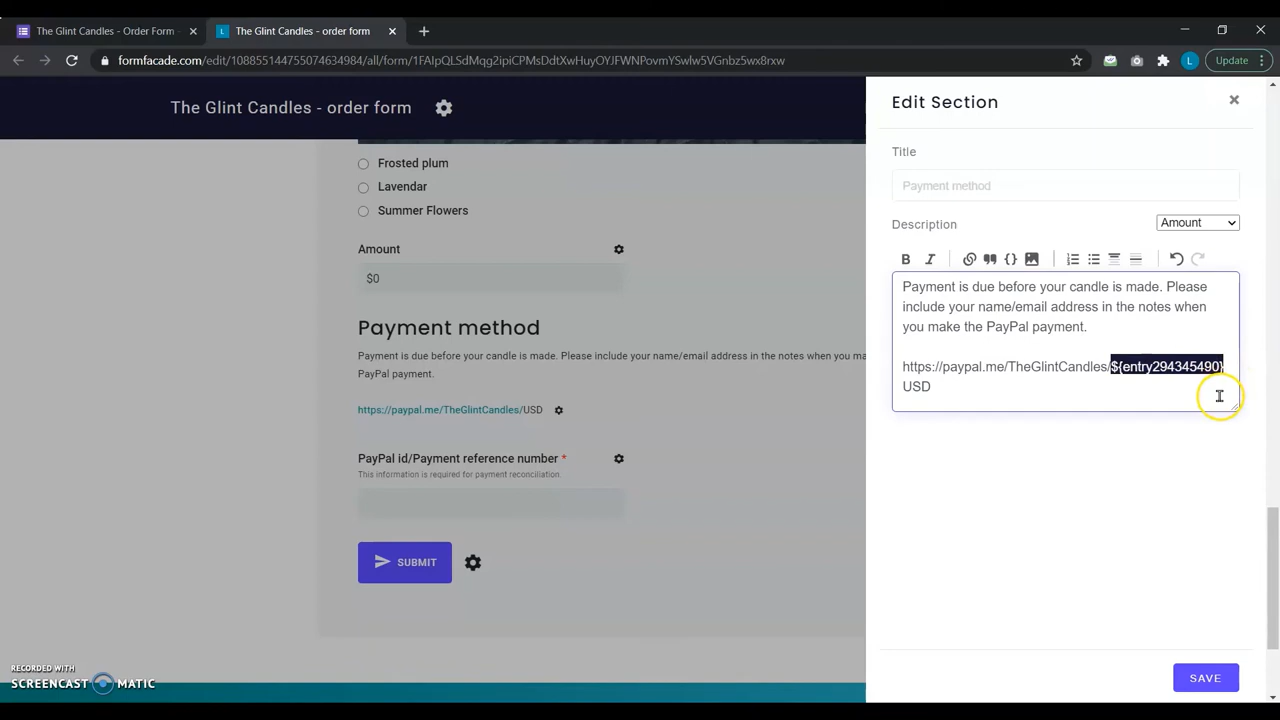 The Glint Candles - Order Form
The Glint Candles - order form
formfacade.com/edit/108855144755074634984/all/form/1FAIpQLSdMqg2ipiCPMsDdtXwHuyOYJFWNPovmYSwlw5VGnbz5wx8rxw
L
Update
The Glint Candles - order form
Frosted plum
Lavendar
Summer Flowers
Amount
$0
Payment method
Payment is due before your candle is made. Please include your name/email address in the notes when
PayPal payment.
https://paypal.me/TheGlintCandles/USD
PayPal id/Payment reference number *
This information is required for payment reconciliation.
SUBMIT
Edit Section
Title
Payment method
Description
Amount
B I
Payment is due before your candle is made. Please
include your name/email address in the notes when
you make the PayPal payment.
https://paypal.me/TheGlintCandles/${entry294345490}
USD
SAVE
RECORDED WITH
SCREENCAST MATIC